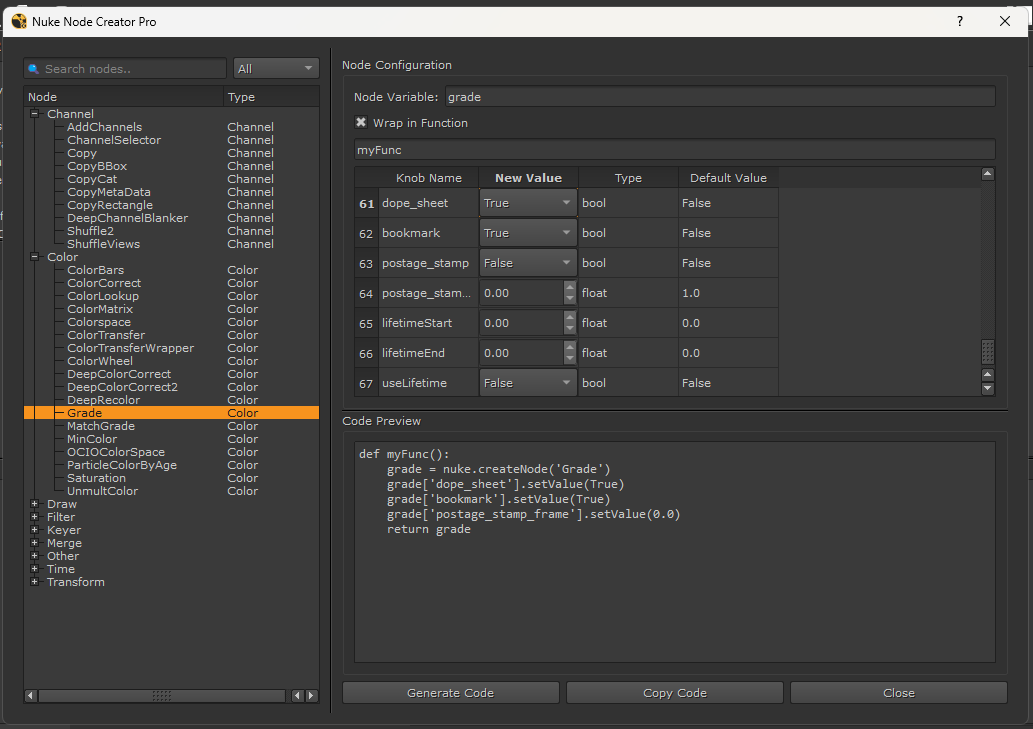 Nuke Node Creator Pro
?
Search nodes..
All
Node Type
Channel
AddChannels Channel
ChannelSelector Channel
Copy Channel
CopyBBox Channel
CopyCat Channel
CopyMetaData Channel
CopyRectangle Channel
DeepChannelBlanker Channel
Shuffle2 Channel
ShuffleViews Channel
Color
ColorBars Color
ColorCorrect Color
ColorLookup Color
ColorMatrix Color
Colorspace Color
ColorTransfer Color
ColorTransferWrapper Color
ColorWheel Color
DeepColorCorrect Color
DeepColorCorrect2 Color
DeepRecolor Color
Grade Color
MatchGrade Color
MinColor Color
OCIOColorSpace Color
ParticleColorByAge Color
Saturation Color
UnmultColor Color
Draw
Filter
Keyer
Merge
Other
Time
Transform
Node Configuration
Node Variable: grade
Wrap in Function
myFunc
Knob Name New Value Type Default Value
61 dope_sheet True bool False
62 bookmark True bool False
63 postage_stamp False bool False
64 postage_stam... 0.00 float 1.0
65 lifetimeStart 0.00 float 0.0
66 lifetimeEnd 0.00 float 0.0
67 useLifetime False bool False
Code Preview
def myFunc():
    grade = nuke.createNode('Grade')
    grade['dope_sheet'].setValue(True)
    grade['bookmark'].setValue(True)
    grade['postage_stamp_frame'].setValue(0.0)
    return grade
Generate Code
Copy Code
Close